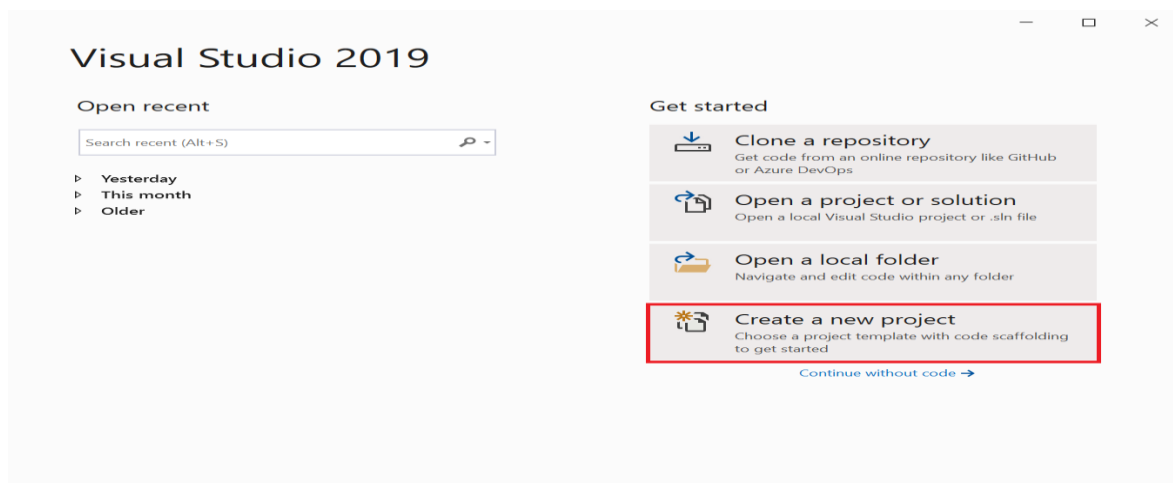 Visual Studio 2019
Open recent
Search recent (Alt+S)
Yesterday
This month
Older
Get started
Clone a repository
Get code from an online repository like GitHub
or Azure DevOps
Open a project or solution
Open a local Visual Studio project or .sln file
Open a local folder
Navigate and edit code within any folder
Create a new project
Choose a project template with code scaffolding
to get started
Continue without code →